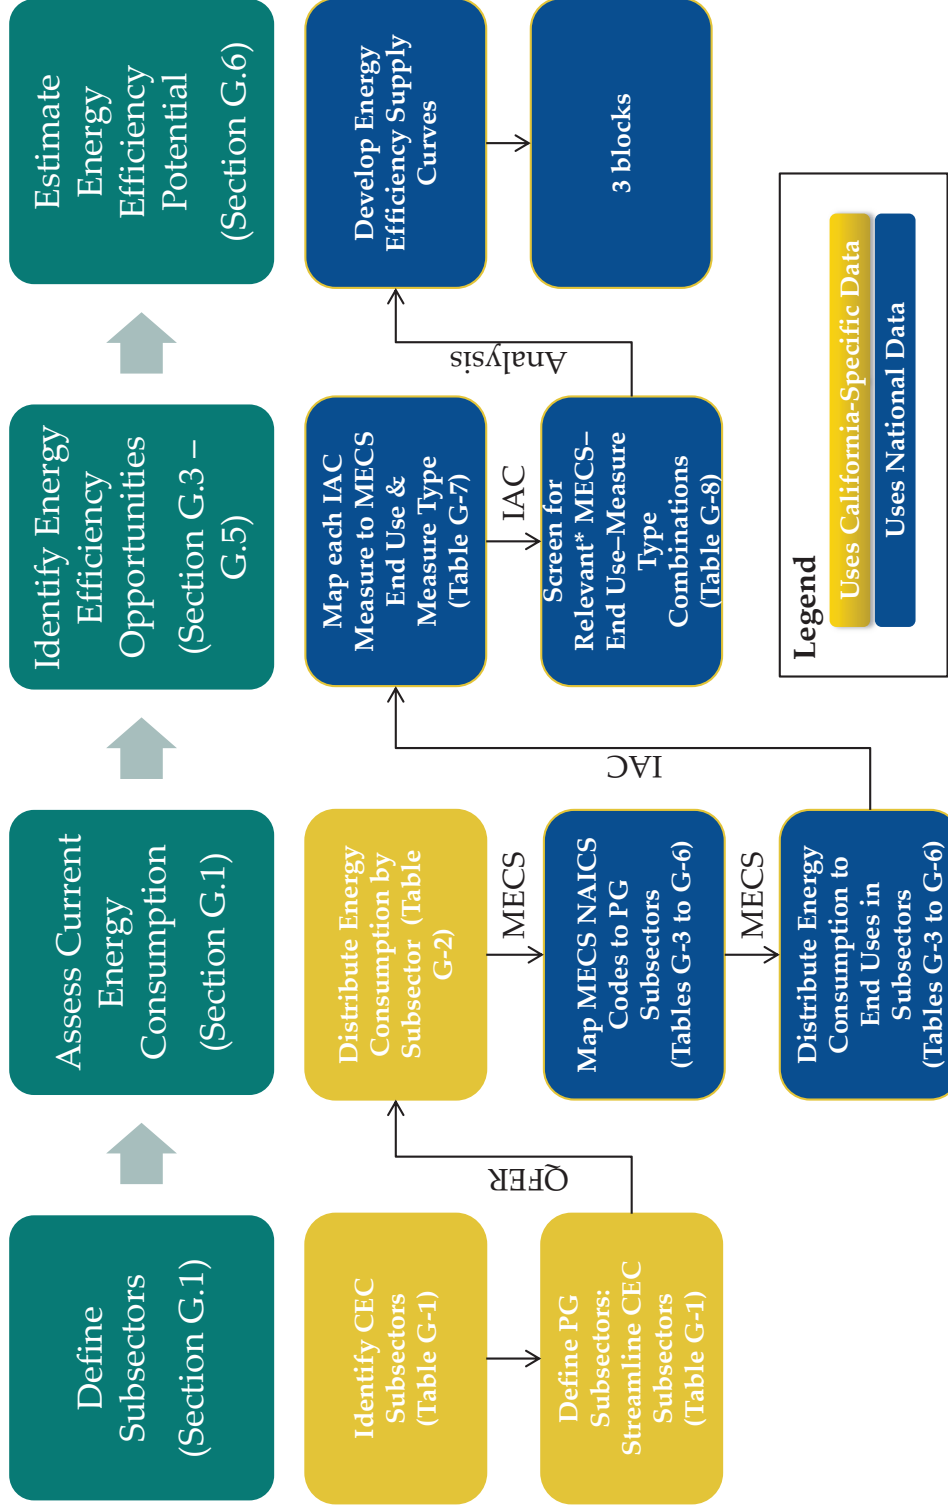 Define
Subsectors
(Section G.1)
Assess Current
Energy
Consumption
(Section G.1)
Identify Energy
Efficiency
Opportunities
(Section G.3 –
G.5)
Estimate
Energy
Efficiency
Potential
(Section G.6)
Identify CEC
Subsectors
(Table G-1)
Define PG
Subsectors:
Streamline CEC
Subsectors
(Table G-1)
QFER
Distribute Energy
Consumption by
Subsector (Table
G-2)
MECS
Map MECS NAICS
Codes to PG
Subsectors
(Tables G-3 to G-6)
MECS
Distribute Energy
Consumption to
End Uses in
Subsectors
(Tables G-3 to G-6)
IAC
Map each IAC
Measure to MECS
End Use &
Measure Type
(Table G-7)
IAC
Screen for
Relevant* MECS–
End Use–Measure
Type
Combinations
(Table G-8)
Analysis
Develop Energy
Efficiency Supply
Curves
3 blocks
Legend
Uses California-Specific Data
Uses National Data